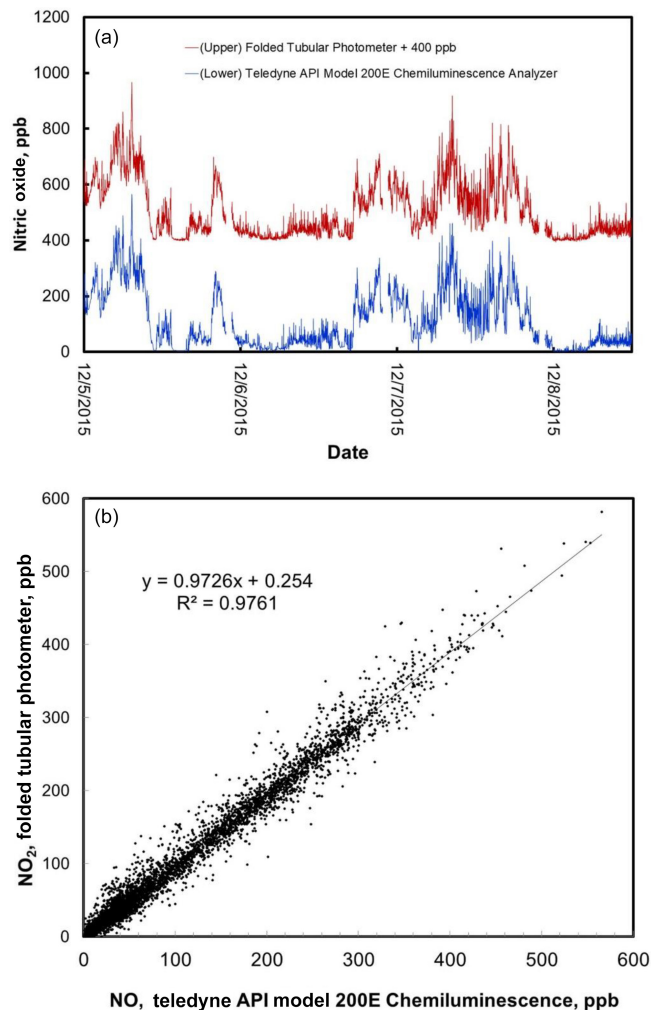 (a)
(Upper) Folded Tubular Photometer + 400 ppb
(Lower) Teledyne API Model 200E Chemiluminescence Analyzer
Nitric oxide, ppb
1200
1000
800
600
400
200
0
12/5/2015
12/6/2015
12/7/2015
12/8/2015
Date
(b)
y = 0.9726x + 0.254
R² = 0.9761
NO₂, folded tubular photometer, ppb
600
500
400
300
200
100
0
0 100 200 300 400 500 600
NO, teledyne API model 200E Chemiluminescence, ppb